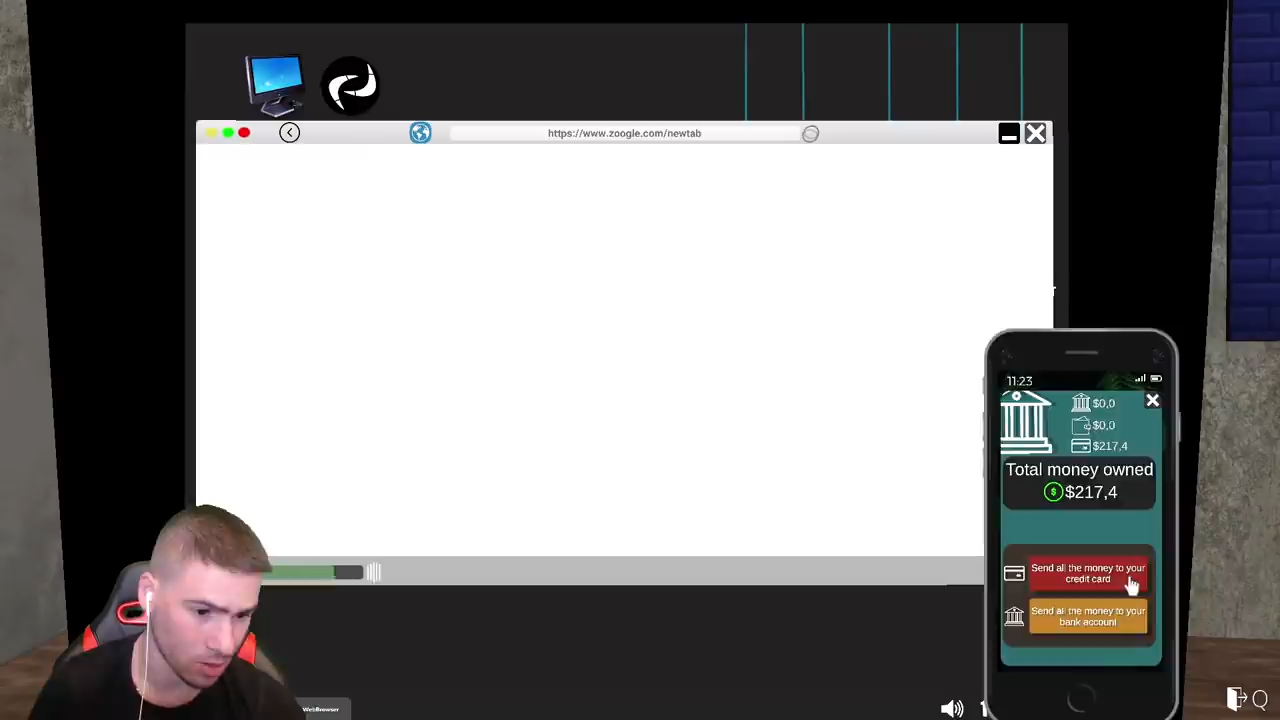 https://www.zoogle.com/newtab
11:23
$0,0
$0,0
$217,4
Total money owned
$217,4
Send all the money to your
credit card
Send all the money to your
bank account
WebBrowser
Q